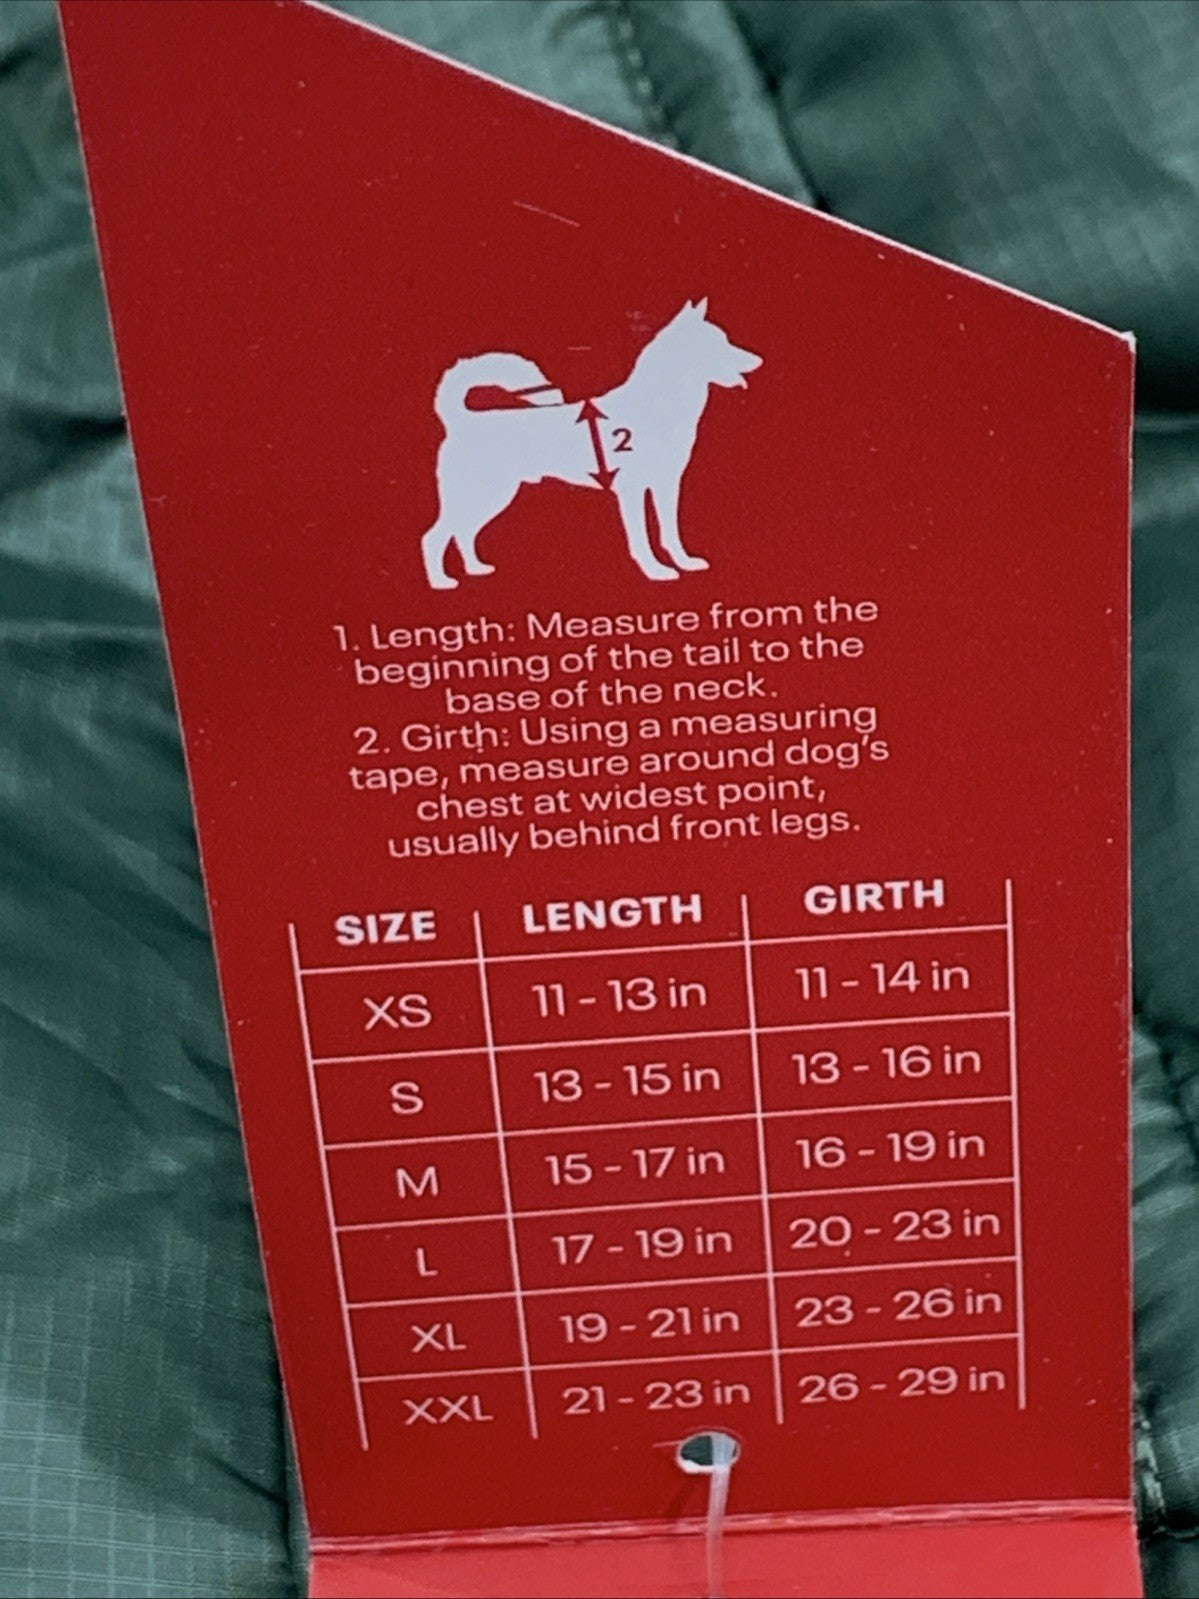 2
1. Length: Measure from the
beginning of the tail to the
base of the neck.
2. Girth: Using a measuring
tape, measure around dog's
chest at widest point,
usually behind front legs.
SIZE LENGTH GIRTH
XS 11 - 13 in 11 - 14 in
S 13 - 15 in 13 - 16 in
M 15 - 17 in 16 - 19 in
L 17 - 19 in 20 - 23 in
XL 19 - 21 in 23 - 26 in
XXL 21 - 23 in 26 - 29 in